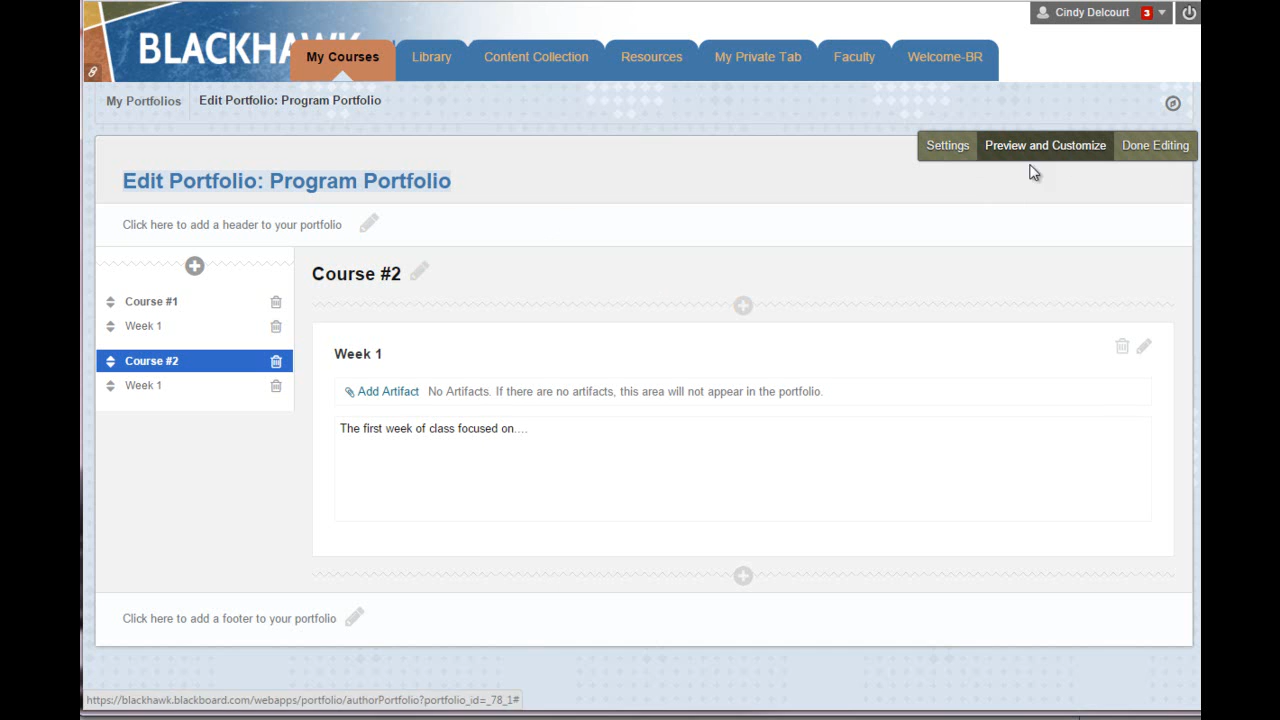 Cindy Delcourt 3
BLACKHAWK
My Courses Library Content Collection Resources My Private Tab Faculty Welcome-BR
My Portfolios Edit Portfolio: Program Portfolio
Settings Preview and Customize Done Editing
Edit Portfolio: Program Portfolio
Click here to add a header to your portfolio
Course #1
Week 1
Course #2
Week 1
Course #2
Week 1
Add Artifact No Artifacts. If there are no artifacts, this area will not appear in the portfolio.
The first week of class focused on....
Click here to add a footer to your portfolio
https://blackhawk.blackboard.com/webapps/portfolio/authorPortfolio?portfolio_id=_78_1#